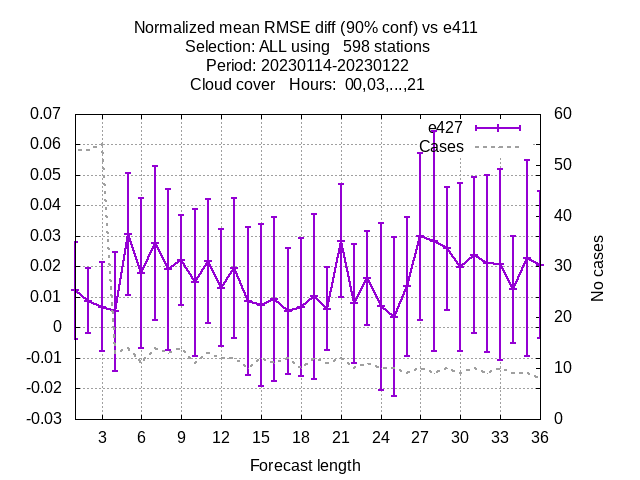 Normalized mean RMSE diff (90% conf) vs e411
Selection: ALL using   598 stations
Period: 20230114-20230122
Cloud cover   Hours:  00,03,...,21
e427
Cases
0.07
0.06
0.05
0.04
0.03
0.02
0.01
0
-0.01
-0.02
-0.03
60
50
40
30
20
10
0
No cases
3 6 9 12 15 18 21 24 27 30 33 36
Forecast length